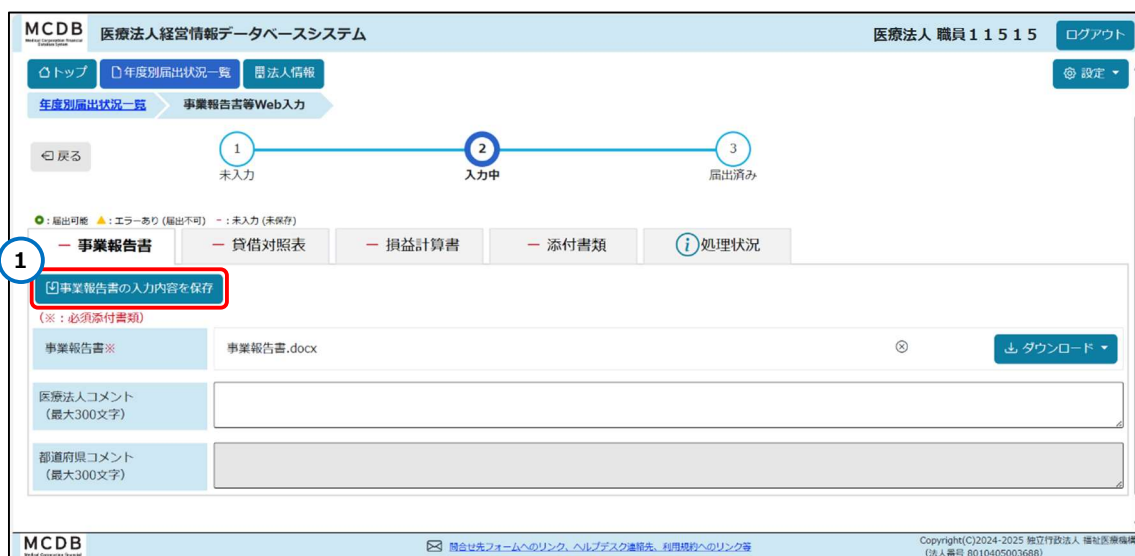 MCDB 医療法人経営情報データベースシステム 医療法人 職員11515 ログアウト
トップ 年度別届出状況一覧 法人情報 設定
年度別届出状況一覧 事業報告書等Web入力
戻る
1 2 3
未入力 入力中 届出済み
：届出可能 ：エラーあり (届出不可) －：未入力 (未保存)
－ 事業報告書 － 貸借対照表 － 損益計算書 － 添付書類 i 処理状況
1
事業報告書の入力内容を保存
(※：必須添付書類)
事業報告書※ 事業報告書.docx ダウンロード
医療法人コメント
(最大300文字)
都道府県コメント
(最大300文字)
MCDB 問合せ先フォームへのリンク、ヘルプデスク連絡先、利用規約へのリンク等 Copyright(C)2024-2025 独立行政法人 福祉医療機構
(法人番号 8010405003688)